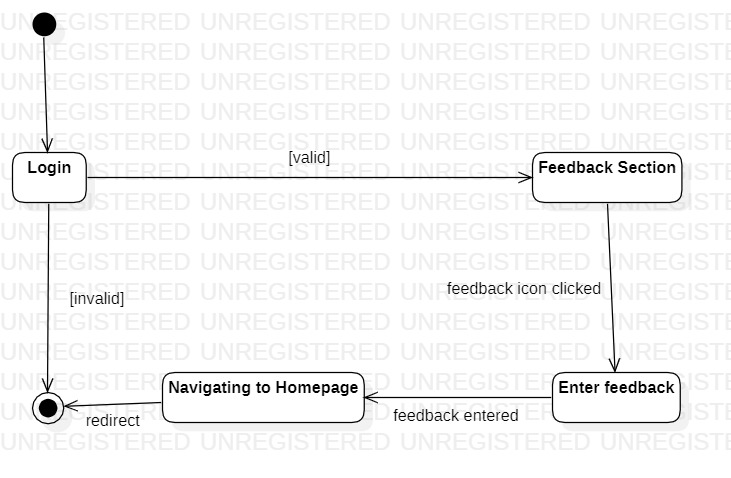 UNREGISTERED UNREGISTERED UNREGISTERED UNREGISTE
UNREGISTERED UNREGISTERED UNREGISTERED UNREGISTE
UNREGISTERED UNREGISTERED UNREGISTERED UNREGISTE
UNREGISTERED UNREGISTERED UNREGISTERED UNREGISTE
UNREGISTERED UNREGISTERED UNREGISTERED UNREGISTE
[valid]
Login
Feedback Section
UNREGISTERED UNREGISTERED UNREGISTERED UNREGISTE
UNREGISTERED UNREGISTERED UNREGISTERED UNREGISTE
UNREGISTERED UNREGISTERED UNREGISTERED UNREGISTE
feedback icon clicked
[invalid]
UNREGISTERED UNREGISTERED UNREGISTERED UNREGISTE
UNREGISTERED UNREGISTERED UNREGISTERED UNREGISTE
Navigating to Homepage
Enter feedback
feedback entered
redirect
UNREGISTERED UNREGISTERED UNREGISTERED UNREGISTE